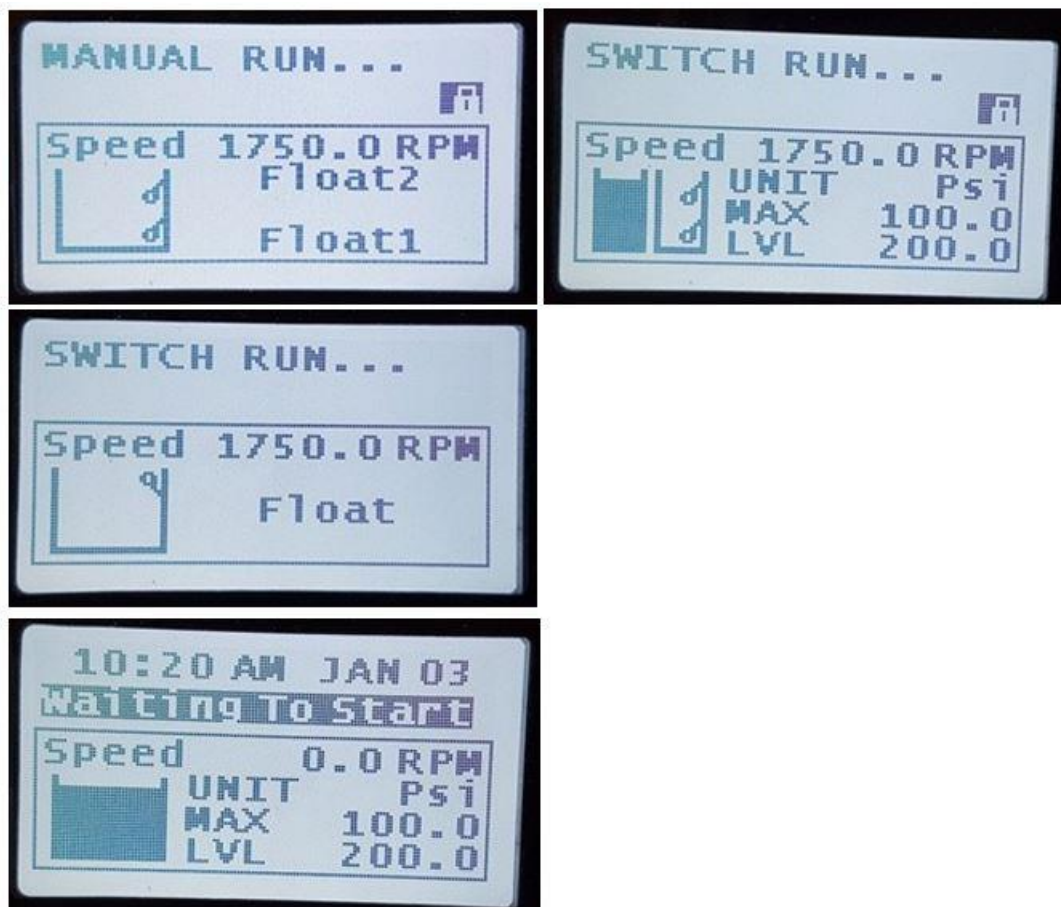 MANUAL RUN...
Speed 1750.0 RPM
Float2
Float1
SWITCH RUN...
Speed 1750.0 RPM
UNIT Psi
MAX 100.0
LVL 200.0
SWITCH RUN...
Speed 1750.0 RPM
Float
10:20 AM JAN 03
Waiting To Start
Speed 0.0 RPM
UNIT Psi
MAX 100.0
LVL 200.0